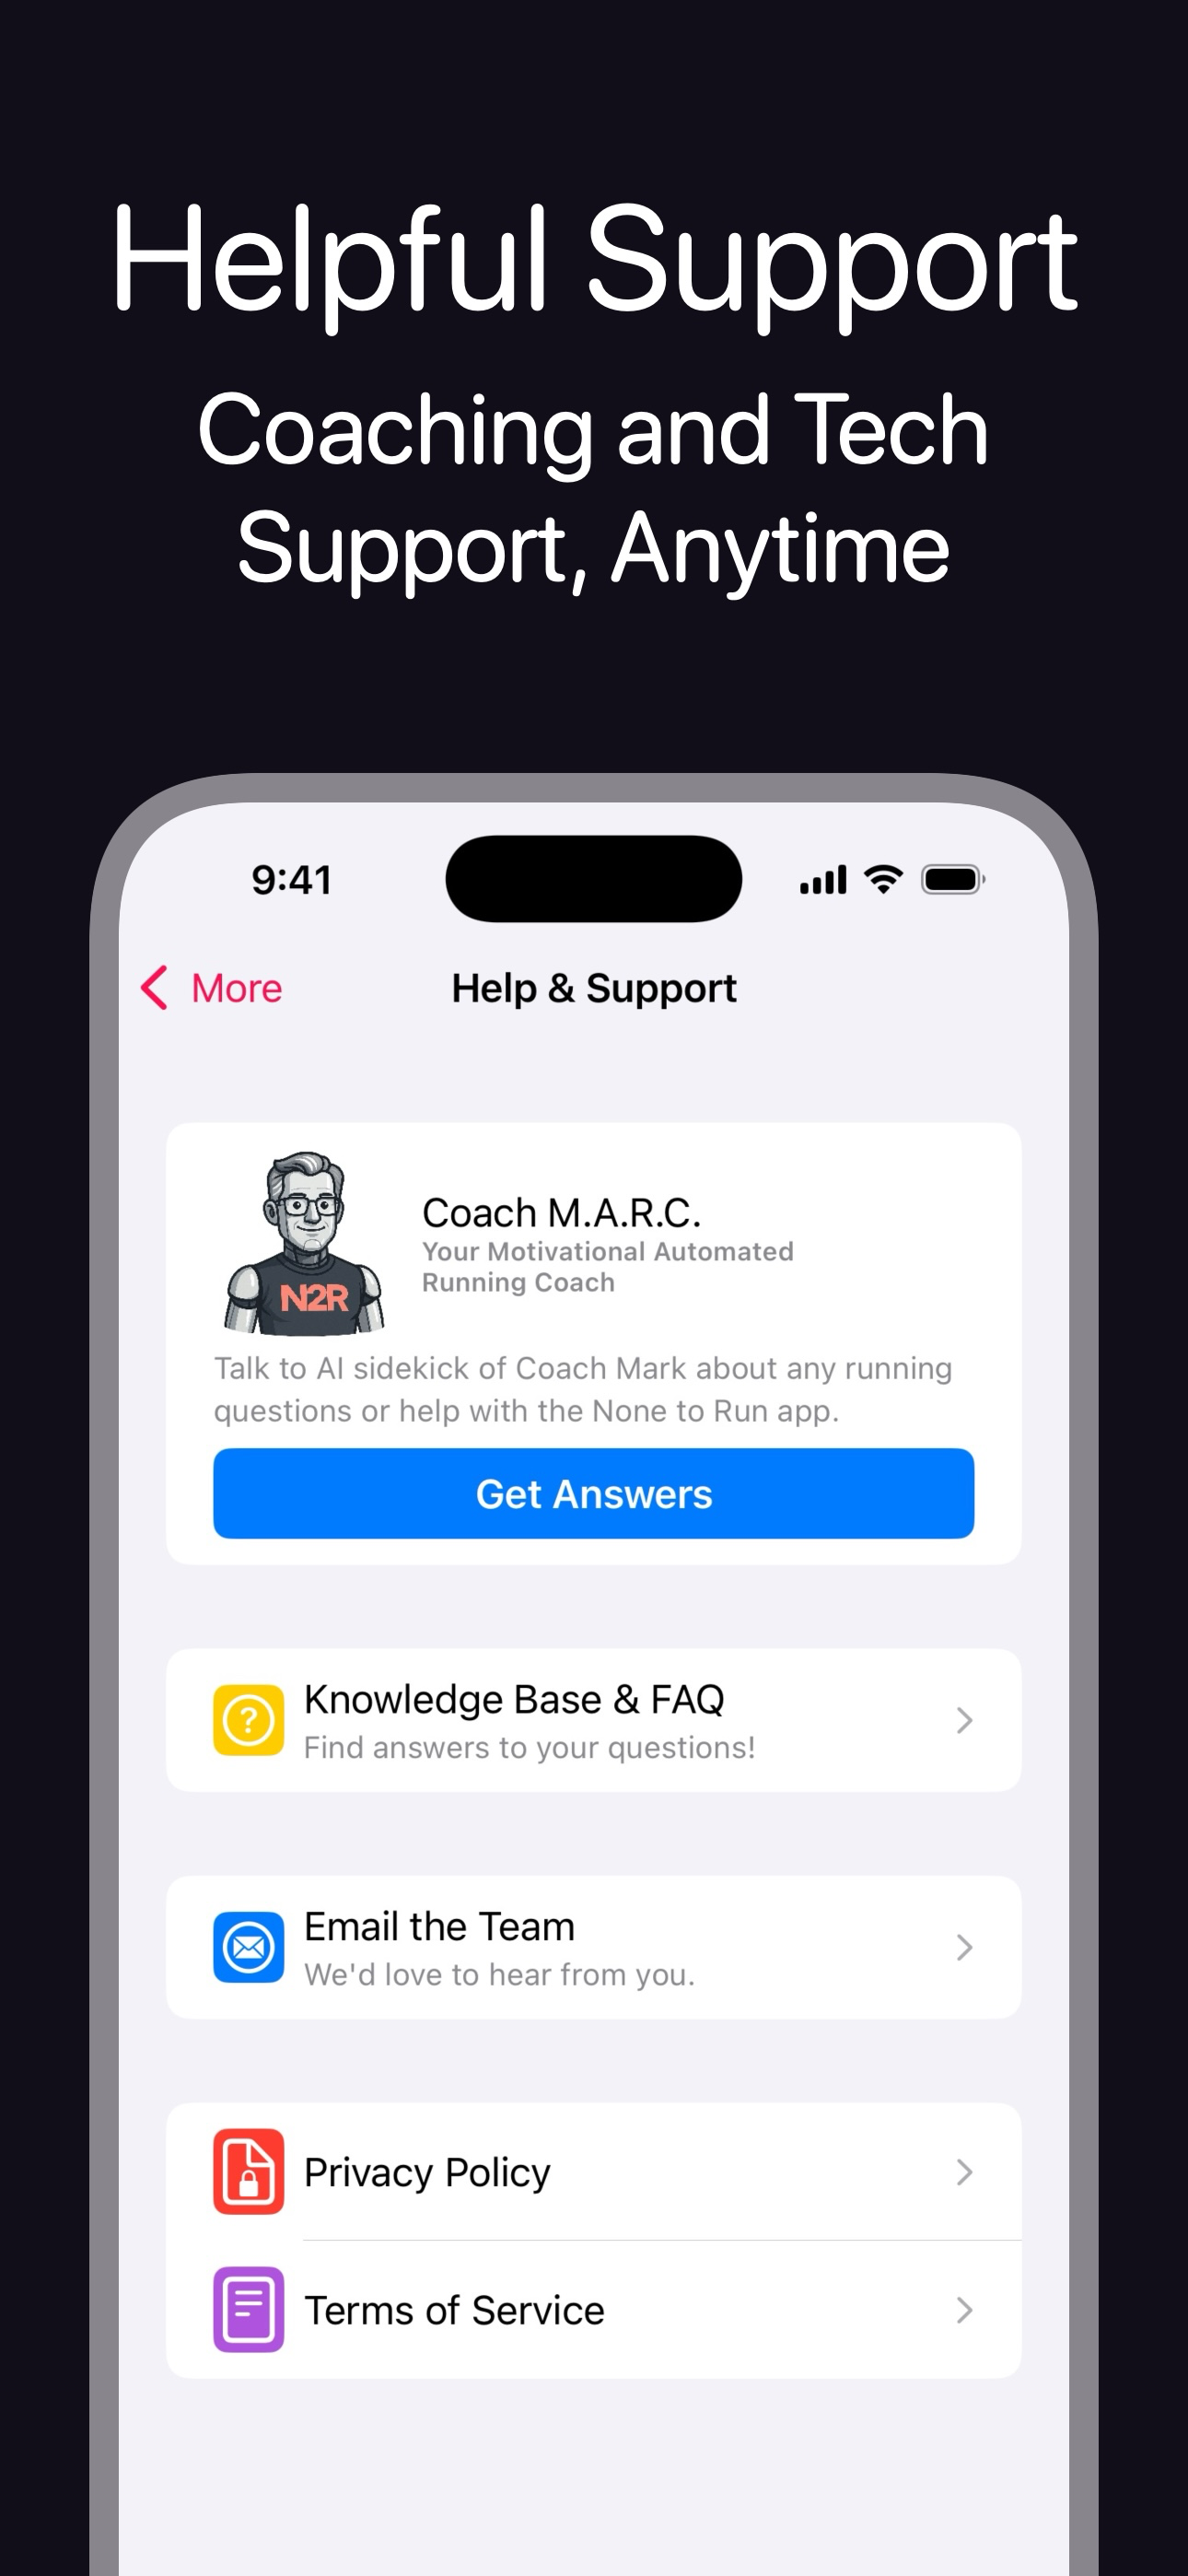 Helpful Support
Coaching and Tech
Support, Anytime
9:41
More
Help & Support
N2R
Coach M.A.R.C.
Your Motivational Automated
Running Coach
Talk to AI sidekick of Coach Mark about any running
questions or help with the None to Run app.
Get Answers
?
Knowledge Base & FAQ
Find answers to your questions!
Email the Team
We'd love to hear from you.
Privacy Policy
Terms of Service